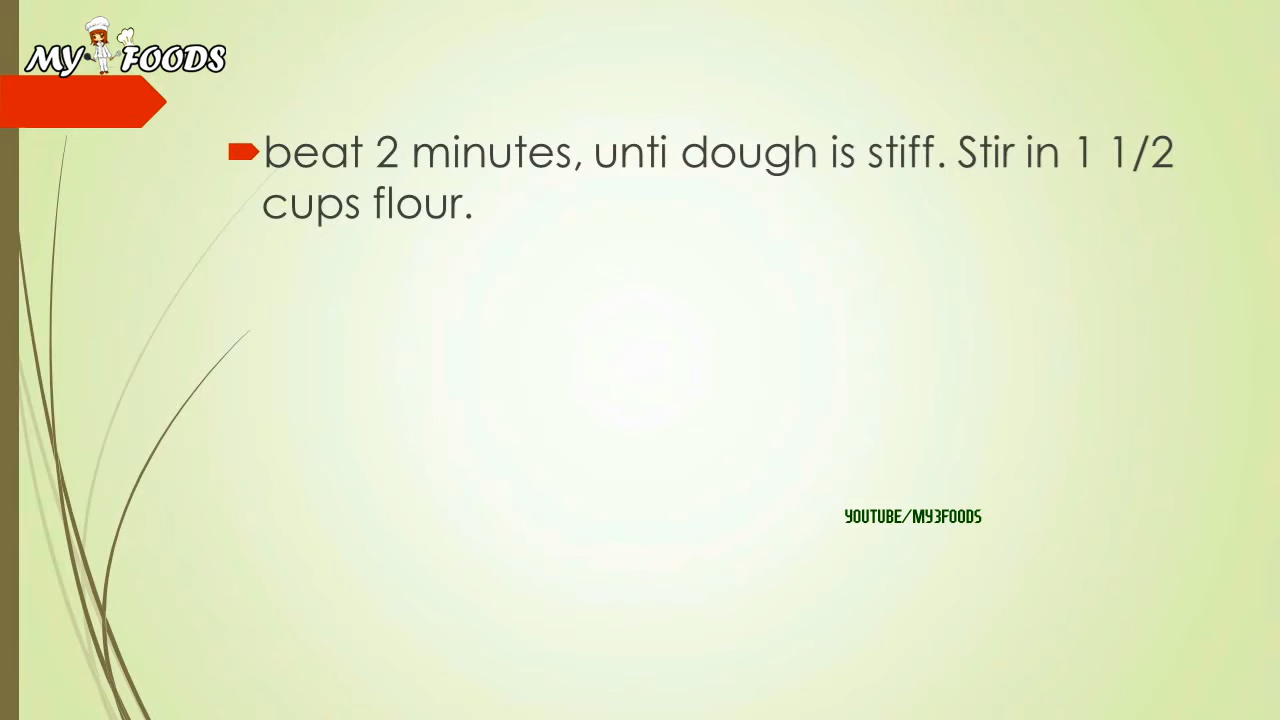 MY FOODS
beat 2 minutes, unti dough is stiff. Stir in 1 1/2
cups flour.
YOUTUBE/MY3FOODS